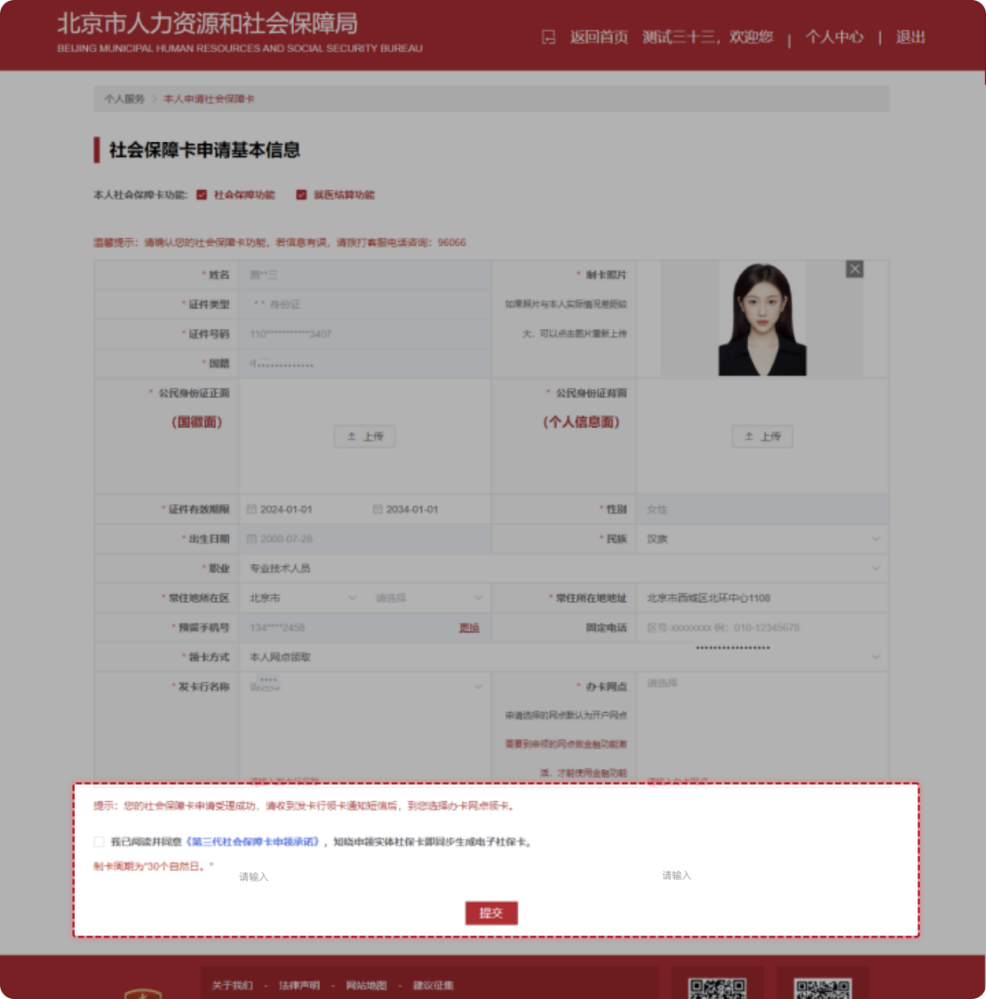 北京市人力资源和社会保障局
BEIJING MUNICIPAL HUMAN RESOURCES AND SOCIAL SECURITY BUREAU
返回首页 测试三十三，欢迎您 | 个人中心 | 退出
个人服务 > 本人申请社会保障卡
社会保障卡申请基本信息
本人社会保障卡功能: 社会保障功能 就医结算功能
温馨提示：请确认您的社会保障卡功能，若信息有误，请拨打客服电话咨询：96066
* 姓名 测**三
* 制卡照片
如果照片与本人实际情况差距较
大，可以点击图片重新上传
* 证件类型 ** 身份证
* 证件号码 110***********3407
* 国籍
* 公民身份证正面
（国徽面）
上传
* 公民身份证背面
（个人信息面）
上传
* 证件有效期限 2024-01-01 2034-01-01
* 性别 女性
* 出生日期 2000-07-28
* 民族 汉族
* 职业 专业技术人员
* 常住地所在区 北京市 请选择
* 常住所在地地址 北京市西城区北环中心1108
* 预留手机号 134****2456 更换
固定电话 区号-xxxxxxxx 例：010-12345678
*****************
* 领卡方式 本人网点领取
* 发卡行名称
****
* 办卡网点 请选择
申请选择的网点默认为开户网点
需要到申领的网点做金融功能激
活，才能使用金融功能
提示：您的社会保障卡申请受理成功，请收到发卡行领卡通知短信后，到您选择办卡网点领卡。
我已阅读并同意《第三代社会保障卡申领承诺》，知晓申领实体社保卡即同步生成电子社保卡。
制卡周期为"30个自然日。"
请输入 请输入
提交
关于我们 - 法律声明 - 网站地图 - 建议征集